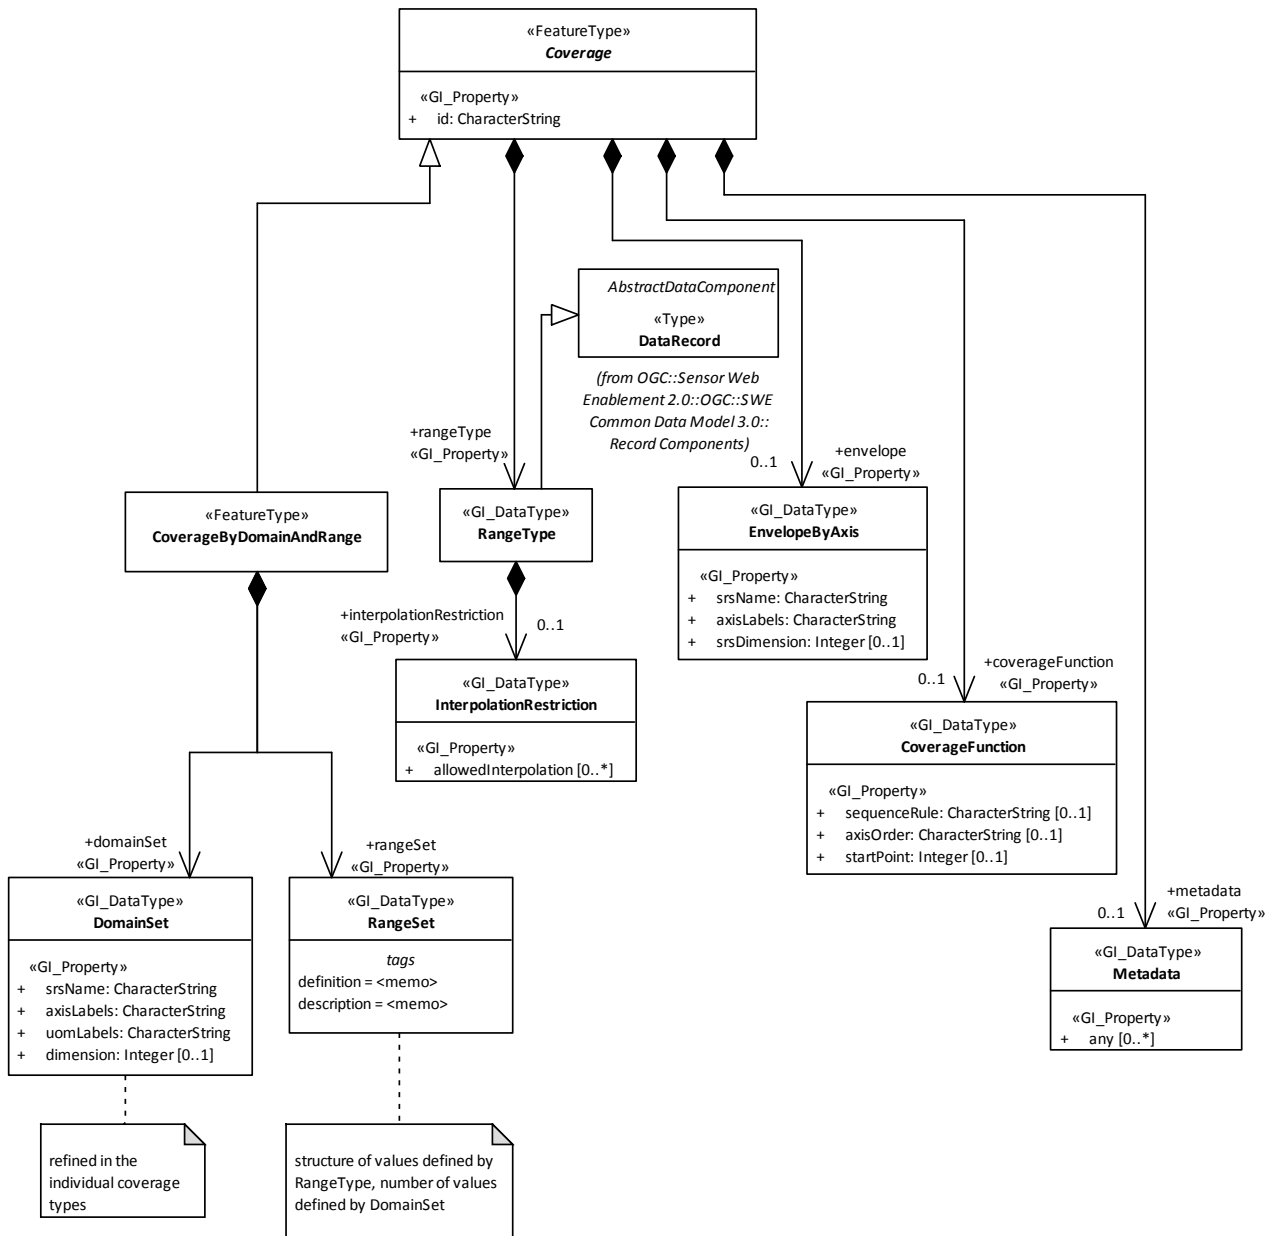 «FeatureType»
Coverage
«GI_Property»
+ id: CharacterString
AbstractDataComponent
«Type»
DataRecord
(from OGC::Sensor Web
Enablement 2.0::OGC::SWE
Common Data Model 3.0::
Record Components)
+rangeType
«GI_Property»
0..1
+envelope
«GI_Property»
«FeatureType»
CoverageByDomainAndRange
«GI_DataType»
RangeType
«GI_DataType»
EnvelopeByAxis
«GI_Property»
+ srsName: CharacterString
+ axisLabels: CharacterString
+ srsDimension: Integer [0..1]
+interpolationRestriction
«GI_Property»
0..1
«GI_DataType»
InterpolationRestriction
«GI_Property»
+ allowedInterpolation [0..*]
0..1
+coverageFunction
«GI_Property»
«GI_DataType»
CoverageFunction
«GI_Property»
+ sequenceRule: CharacterString [0..1]
+ axisOrder: CharacterString [0..1]
+ startPoint: Integer [0..1]
+domainSet
«GI_Property»
+rangeSet
«GI_Property»
«GI_DataType»
DomainSet
«GI_Property»
+ srsName: CharacterString
+ axisLabels: CharacterString
+ uomLabels: CharacterString
+ dimension: Integer [0..1]
«GI_DataType»
RangeSet
tags
definition = <memo>
description = <memo>
0..1
+metadata
«GI_Property»
«GI_DataType»
Metadata
«GI_Property»
+ any [0..*]
refined in the
individual coverage
types
structure of values defined by
RangeType, number of values
defined by DomainSet